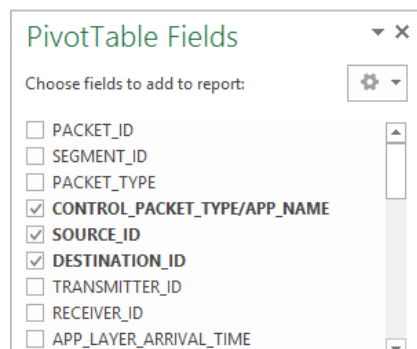 PivotTable Fields
Choose fields to add to report:
PACKET_ID
SEGMENT_ID
PACKET_TYPE
CONTROL_PACKET_TYPE/APP_NAME
SOURCE_ID
DESTINATION_ID
TRANSMITTER_ID
RECEIVER_ID
APP_LAYER_ARRIVAL_TIME